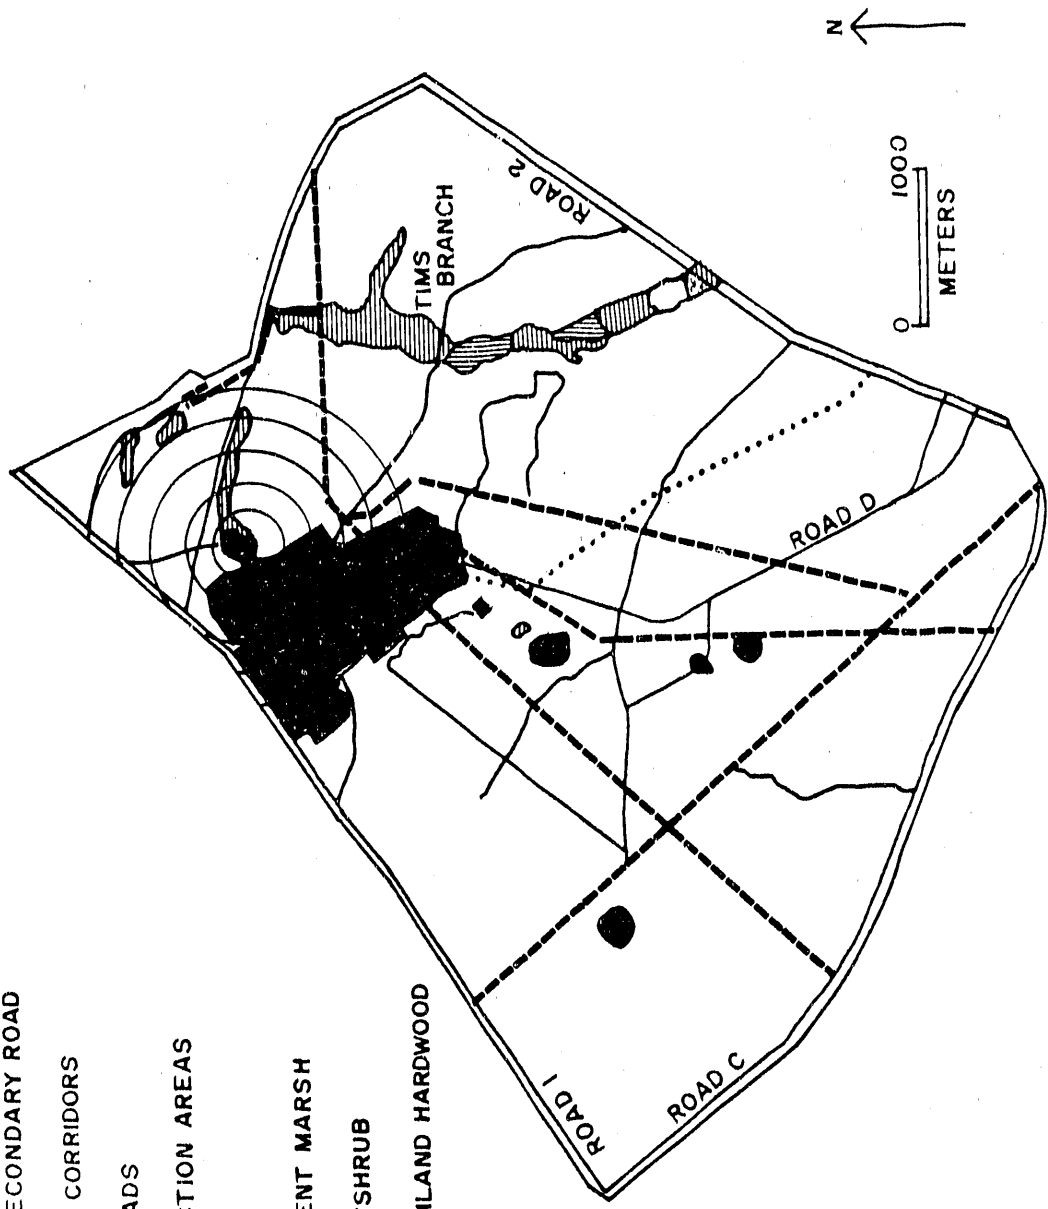 ECONDARY ROAD
CORRIDORS
ADS
TION AREAS
ENT MARSH
SHRUB
LAND HARDWOOD
TIMS
BRANCH
ROAD 2
ROAD D
ROAD 1
ROAD C
N
0 1000
METERS